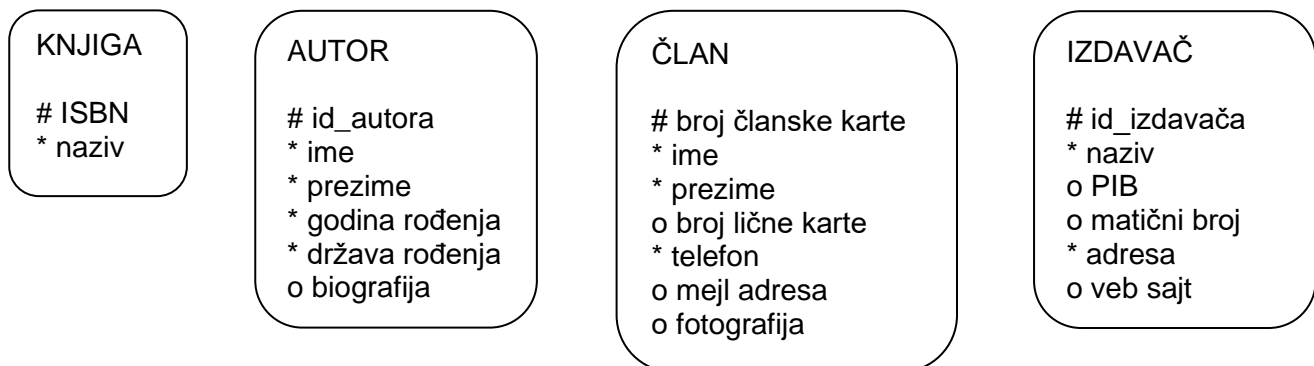 KNJIGA
# ISBN
* naziv
AUTOR
# id_autora
* ime
* prezime
* godina rođenja
* država rođenja
o biografija
ČLAN
# broj članske karte
* ime
* prezime
o broj lične karte
* telefon
o mejl adresa
o fotografija
IZDAVAČ
# id_izdavača
* naziv
o PIB
o matični broj
* adresa
o veb sajt